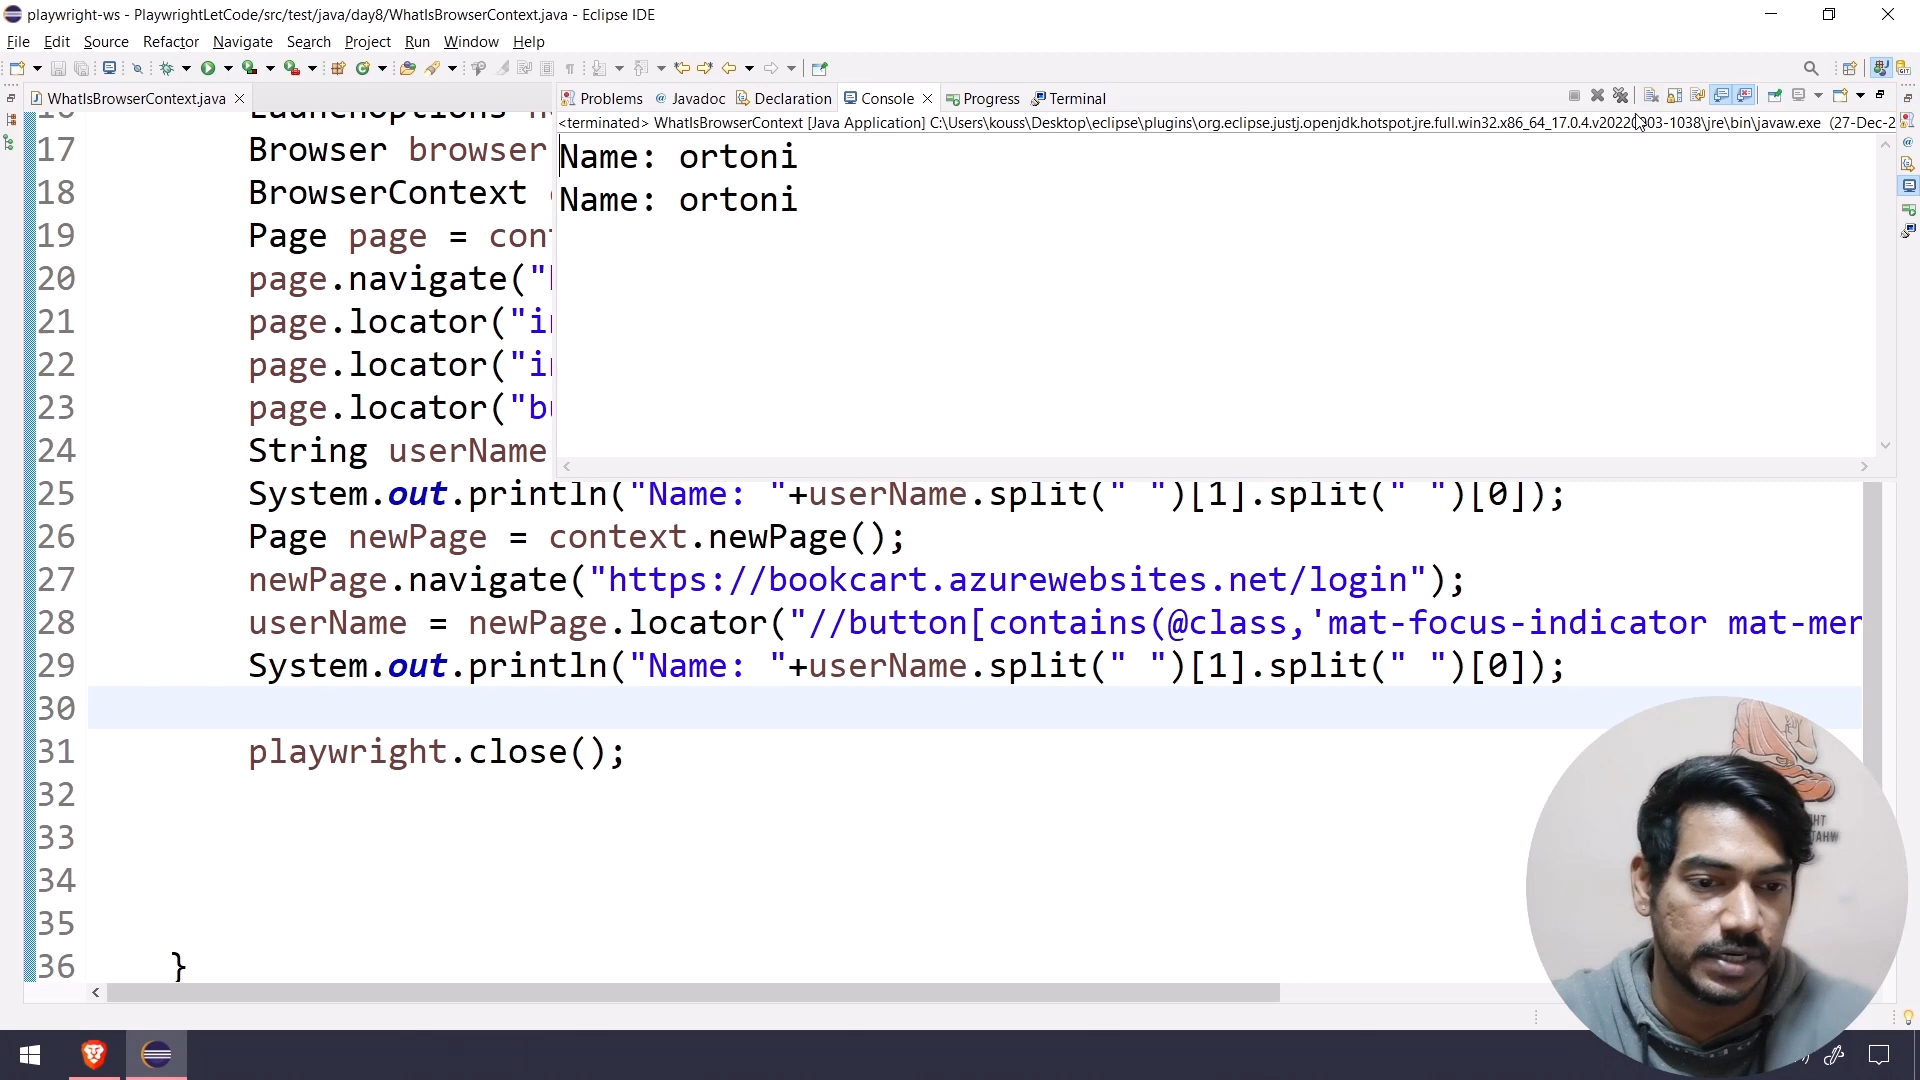 playwright-ws - PlaywrightLetCode/src/test/java/day8/WhatIsBrowserContext.java - Eclipse IDE
File Edit Source Refactor Navigate Search Project Run Window Help
WhatIsBrowserContext.java
Problems Javadoc Declaration Console Progress Terminal
<terminated> WhatIsBrowserContext [Java Application] C:\Users\kouss\Desktop\eclipse\plugins\org.eclipse.justj.openjdk.hotspot.jre.full.win32.x86_64_17.0.4.v20220903-1038\jre\bin\javaw.exe (27-Dec-2
Name: ortoni
Name: ortoni
17 Browser browser
18 BrowserContext
19 Page page = con
20 page.navigate("
21 page.locator("i
22 page.locator("i
23 page.locator("b
24 String userName
25 System.out.println("Name: "+userName.split(" ")[1].split(" ")[0]);
26 Page newPage = context.newPage();
27 newPage.navigate("https://bookcart.azurewebsites.net/login");
28 userName = newPage.locator("//button[contains(@class,'mat-focus-indicator mat-mer
29 System.out.println("Name: "+userName.split(" ")[1].split(" ")[0]);
30
31 playwright.close();
32
33
34
35
36 }